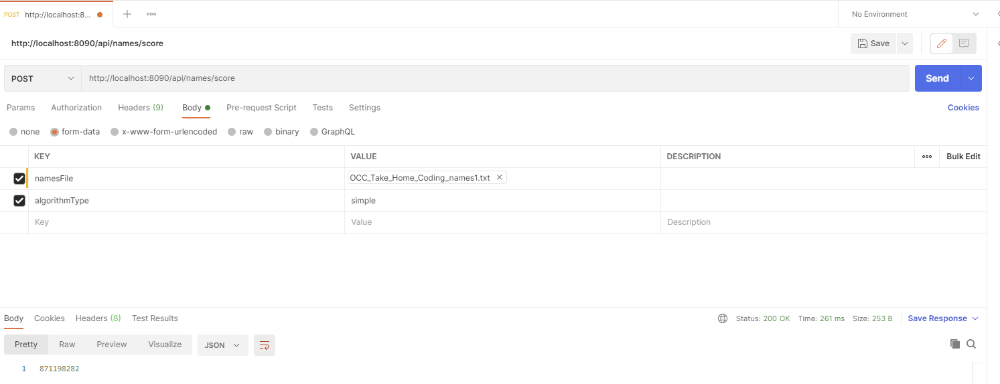 POST http://localhost:8... No Environment
http://localhost:8090/api/names/score Save
POST http://localhost:8090/api/names/score Send
Params Authorization Headers (9) Body Pre-request Script Tests Settings Cookies
none form-data x-www-form-urlencoded raw binary GraphQL
KEY VALUE DESCRIPTION Bulk Edit
namesFile OCC_Take_Home_Coding_names1.txt
algorithmType simple
Key Value Description
Body Cookies Headers (8) Test Results Status: 200 OK Time: 261 ms Size: 253 B Save Response
Pretty Raw Preview Visualize JSON
1 871198282